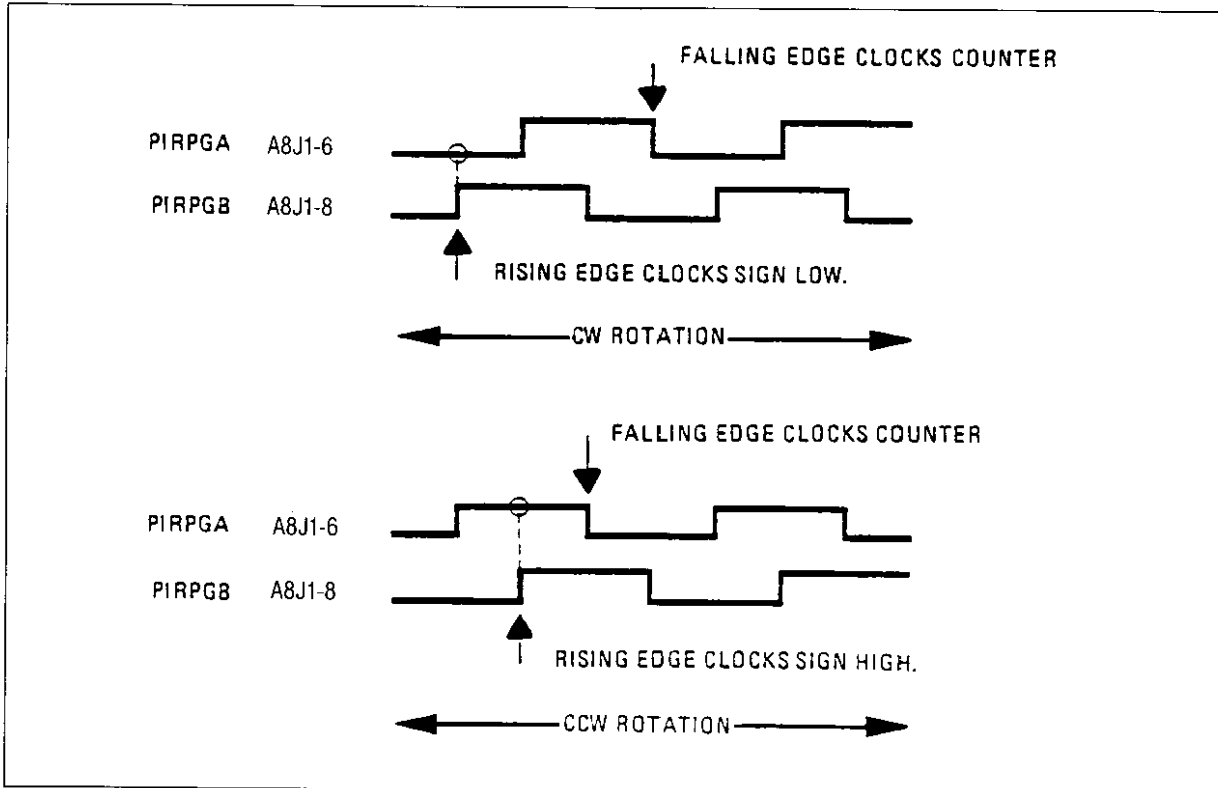 FALLING EDGE CLOCKS COUNTER
PIRPGA A8J1-6
PIRPGB A8J1-8
RISING EDGE CLOCKS SIGN LOW.
CW ROTATION
FALLING EDGE CLOCKS COUNTER
PIRPGA A8J1-6
PIRPGB A8J1-8
RISING EDGE CLOCKS SIGN HIGH.
CCW ROTATION